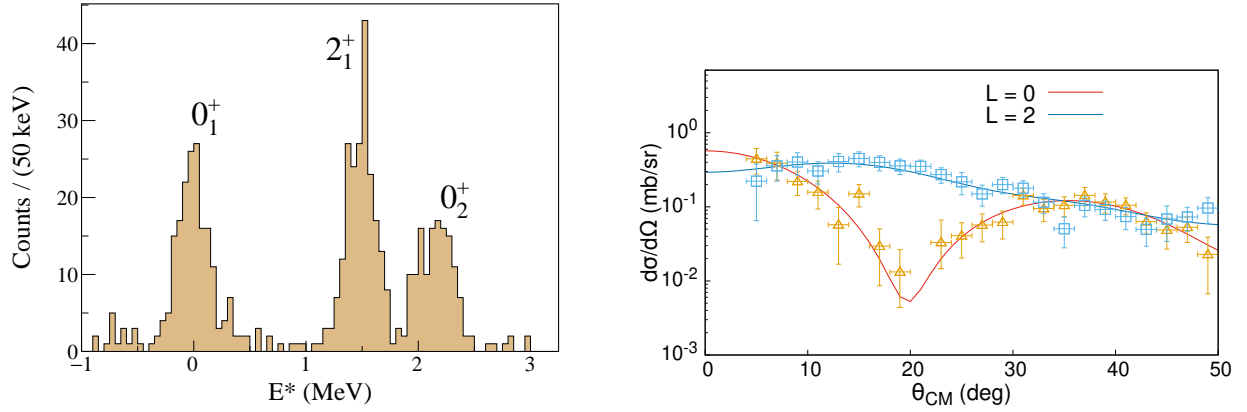 Counts / (50 keV)
40
30
20
10
0
0₁⁺
2₁⁺
0₂⁺
−1 0 1 2 3
E* (MeV)
dσ/dΩ (mb/sr)
10⁰
10⁻¹
10⁻²
10⁻³
L = 0
L = 2
0 10 20 30 40 50
θ_CM (deg)